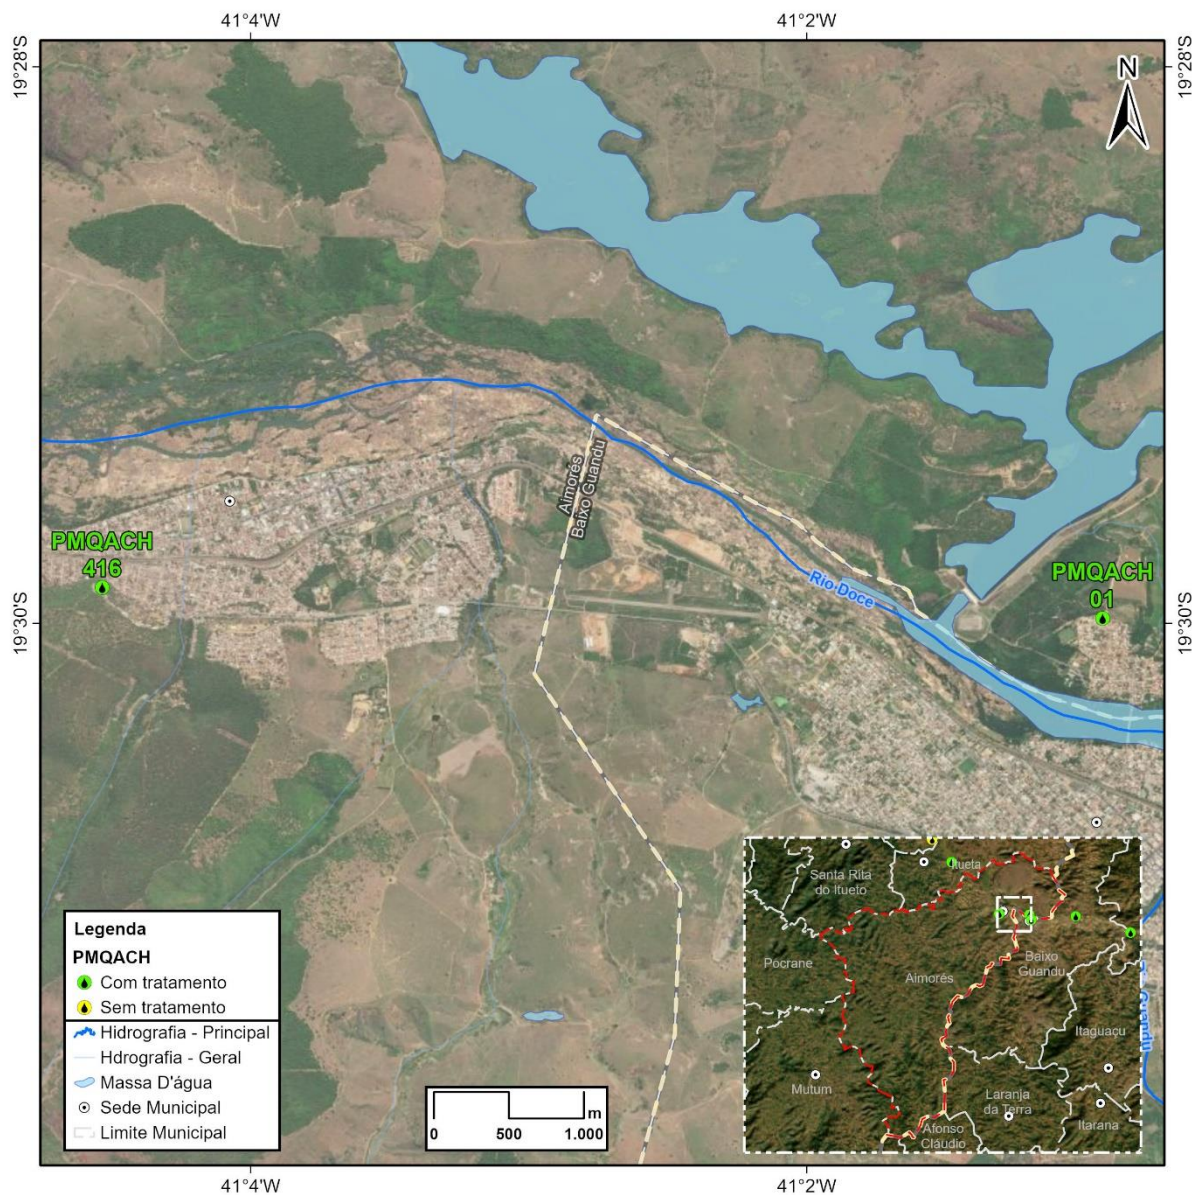 41°4'W
41°2'W
19°28'S
19°28'S
N
Aimorés
Baixo Guandu
PMQACH
416
Rio Doce
PMQACH
01
19°30'S
19°30'S
Legenda
PMQACH
Com tratamento
Sem tratamento
Hidrografia - Principal
Hdrografia - Geral
Massa D'água
Sede Municipal
Limite Municipal
m
0 500 1.000
Santa Rita
do Itueto
Itueta
Pocrane
Aimorés
Baixo
Guandu
Itaguaçu
Mutum
Laranja
da Terra
Itarana
Afonso
Cláudio
Guandu
41°4'W
41°2'W